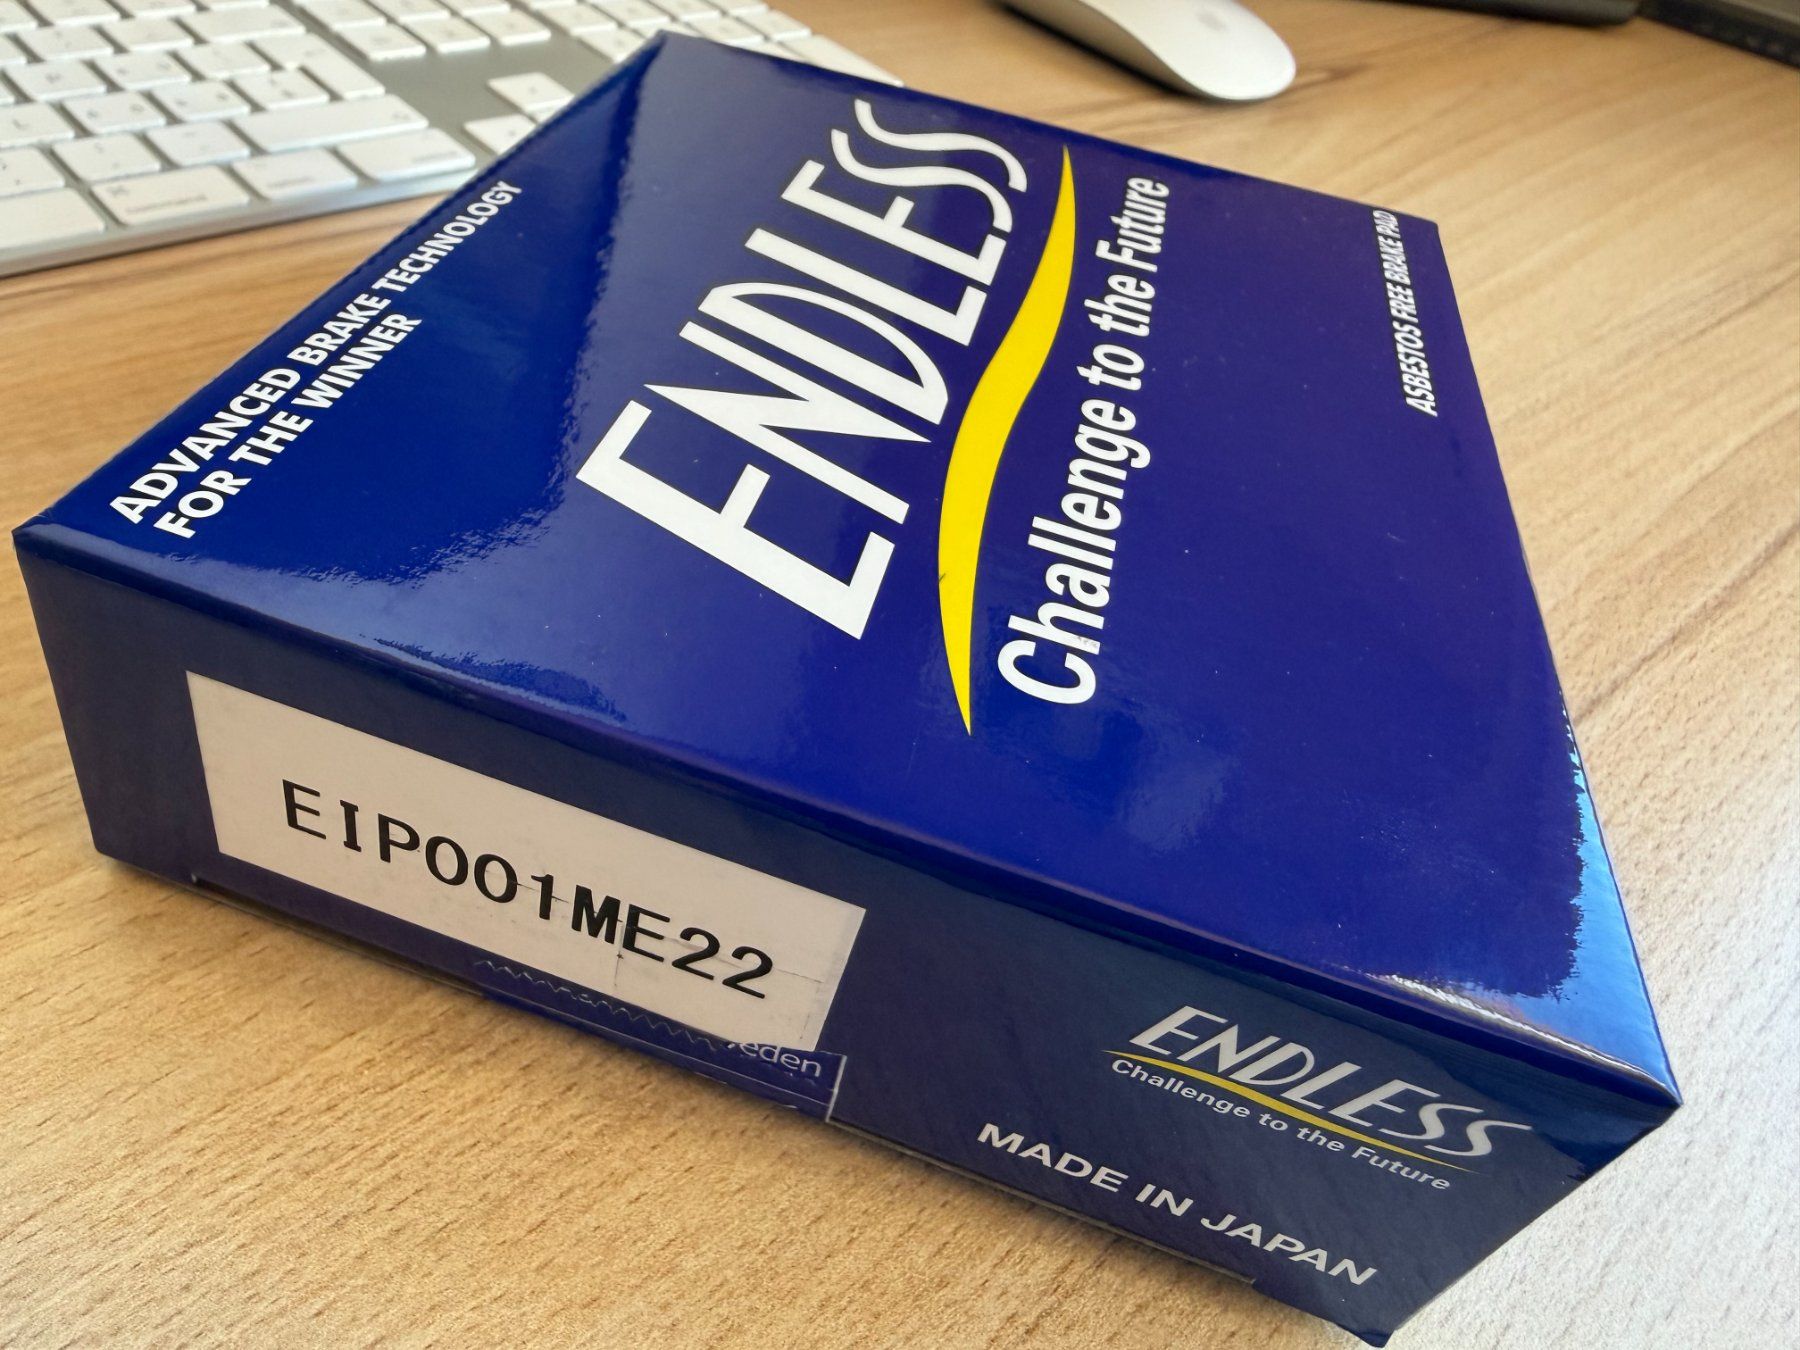 ADVANCED BRAKE TECHNOLOGY
FOR THE WINNER
ENDLESS
Challenge to the Future
ASBESTOS FREE BRAKE PAD
EIP001ME22
eden
ENDLESS
Challenge to the Future
MADE IN JAPAN